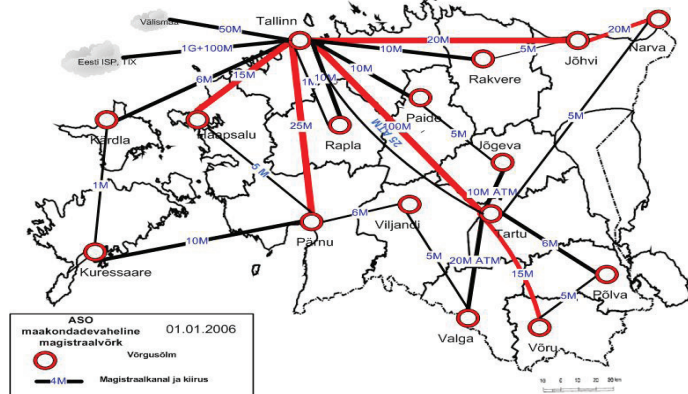 Välismaa
50M
Tallinn
1G+100M
Eesti ISP, TIX
20M
20M
Narva
Jõhvi
5M
10M
Rakvere
6M
15M
10M
10M
Kärdla
Haapsalu
25M
Rapla
Paide
5M
5M
Jõgeva
1M
5M
10M ATM
10M
6M
Viljandi
Tartu
Pärnu
Kuressaare
5M
20M ATM
6M
15M
5M
Põlva
Valga
Võru
ASO
maakondadevaheline
magistraalvõrk
01.01.2006
Võrgusõlm
4M
Magistraalkanal ja kiirus